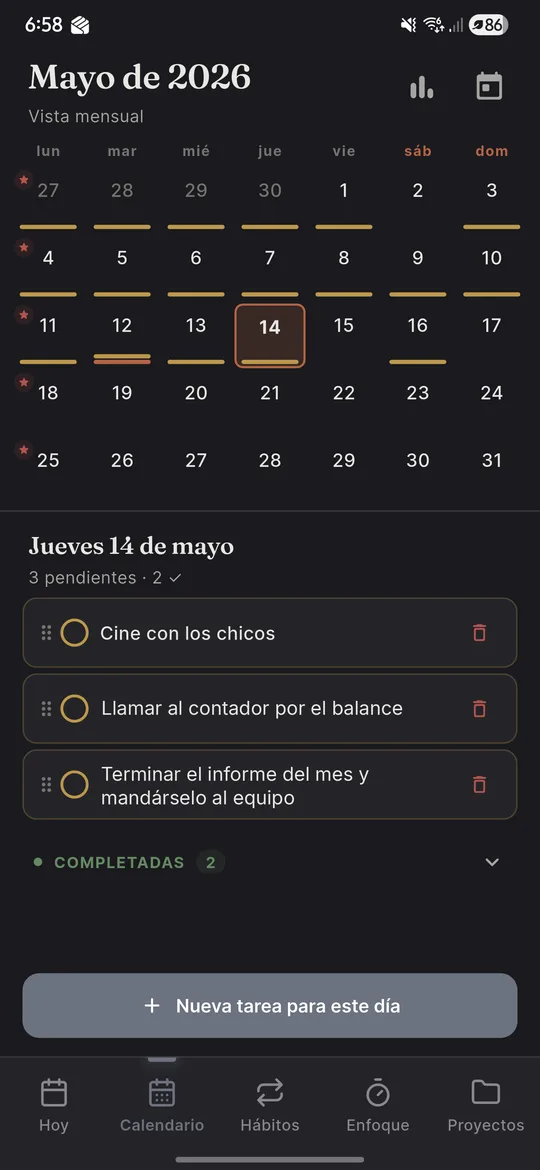 6:58
6
86
Mayo de 2026
Vista mensual
lun mar mié jue vie sáb dom
27 28 29 30 1 2 3
4 5 6 7 8 9 10
11 12 13 14 15 16 17
18 19 20 21 22 23 24
25 26 27 28 29 30 31
Jueves 14 de mayo
3 pendientes · 2 ✓
Cine con los chicos
Llamar al contador por el balance
Terminar el informe del mes y
mandárselo al equipo
COMPLETADAS 2
+ Nueva tarea para este día
Hoy Calendario Hábitos Enfoque Proyectos